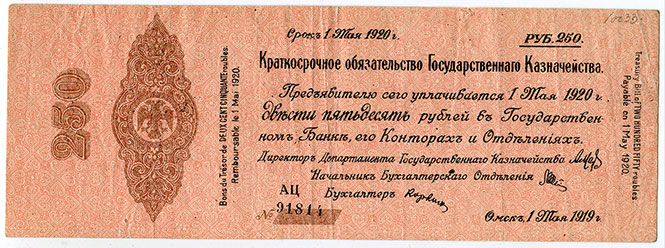 10038
Срокъ 1 Мая 1920 г.
РУБ. 250.
Краткосрочное обязательство Государственнаго Казначейства.
Предъявителю сего уплачивается 1 Мая 1920 г.
двѣсти пятьдесять рублей въ Государствен-
номъ Банкѣ, его Конторахъ и Отдѣленіяхъ.
Директоръ Департамента Государственнаго Казначейства
Начальникъ Бухгалтерскаго Отдѣленія
Бухгалтеръ
АЦ
№ 91814
Омскъ, 1 Мая 1919 г.
250
Bons du Trésor de DEUX CENT CINQUANTE roubles.
Remboursable le 1 Mai 1920.
Treasury Bill of TWO HUNDRED FIFTY roubles
Payable on 1 May 1920.